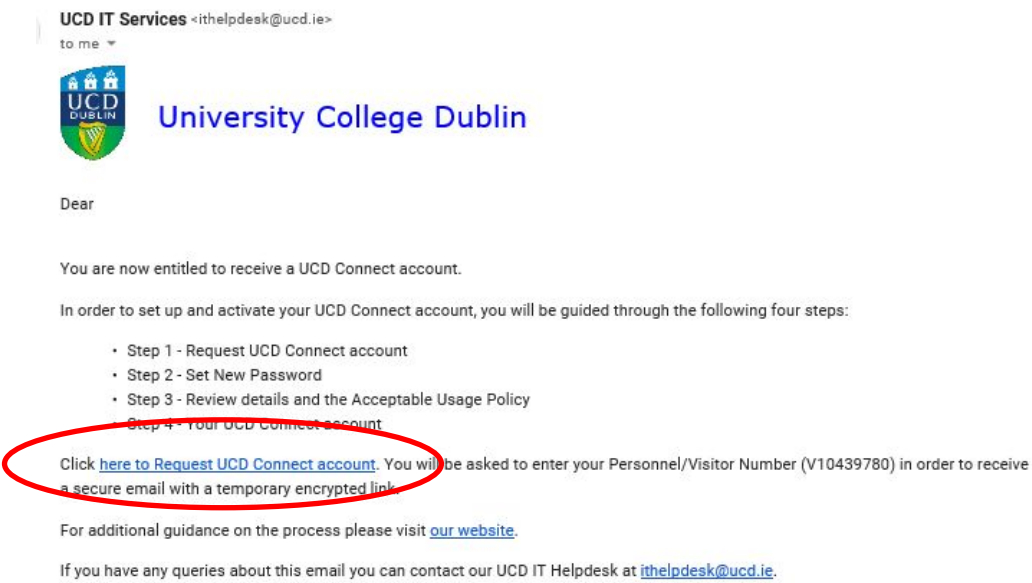 UCD IT Services <ithelpdesk@ucd.ie>
to me
UCD
DUBLIN
University College Dublin
Dear
You are now entitled to receive a UCD Connect account.
In order to set up and activate your UCD Connect account, you will be guided through the following four steps:
• Step 1 - Request UCD Connect account
• Step 2 - Set New Password
• Step 3 - Review details and the Acceptable Usage Policy
• Step 4 - Your UCD Connect account
Click here to Request UCD Connect account. You will be asked to enter your Personnel/Visitor Number (V10439780) in order to receive
a secure email with a temporary encrypted link.
For additional guidance on the process please visit our website.
If you have any queries about this email you can contact our UCD IT Helpdesk at ithelpdesk@ucd.ie.